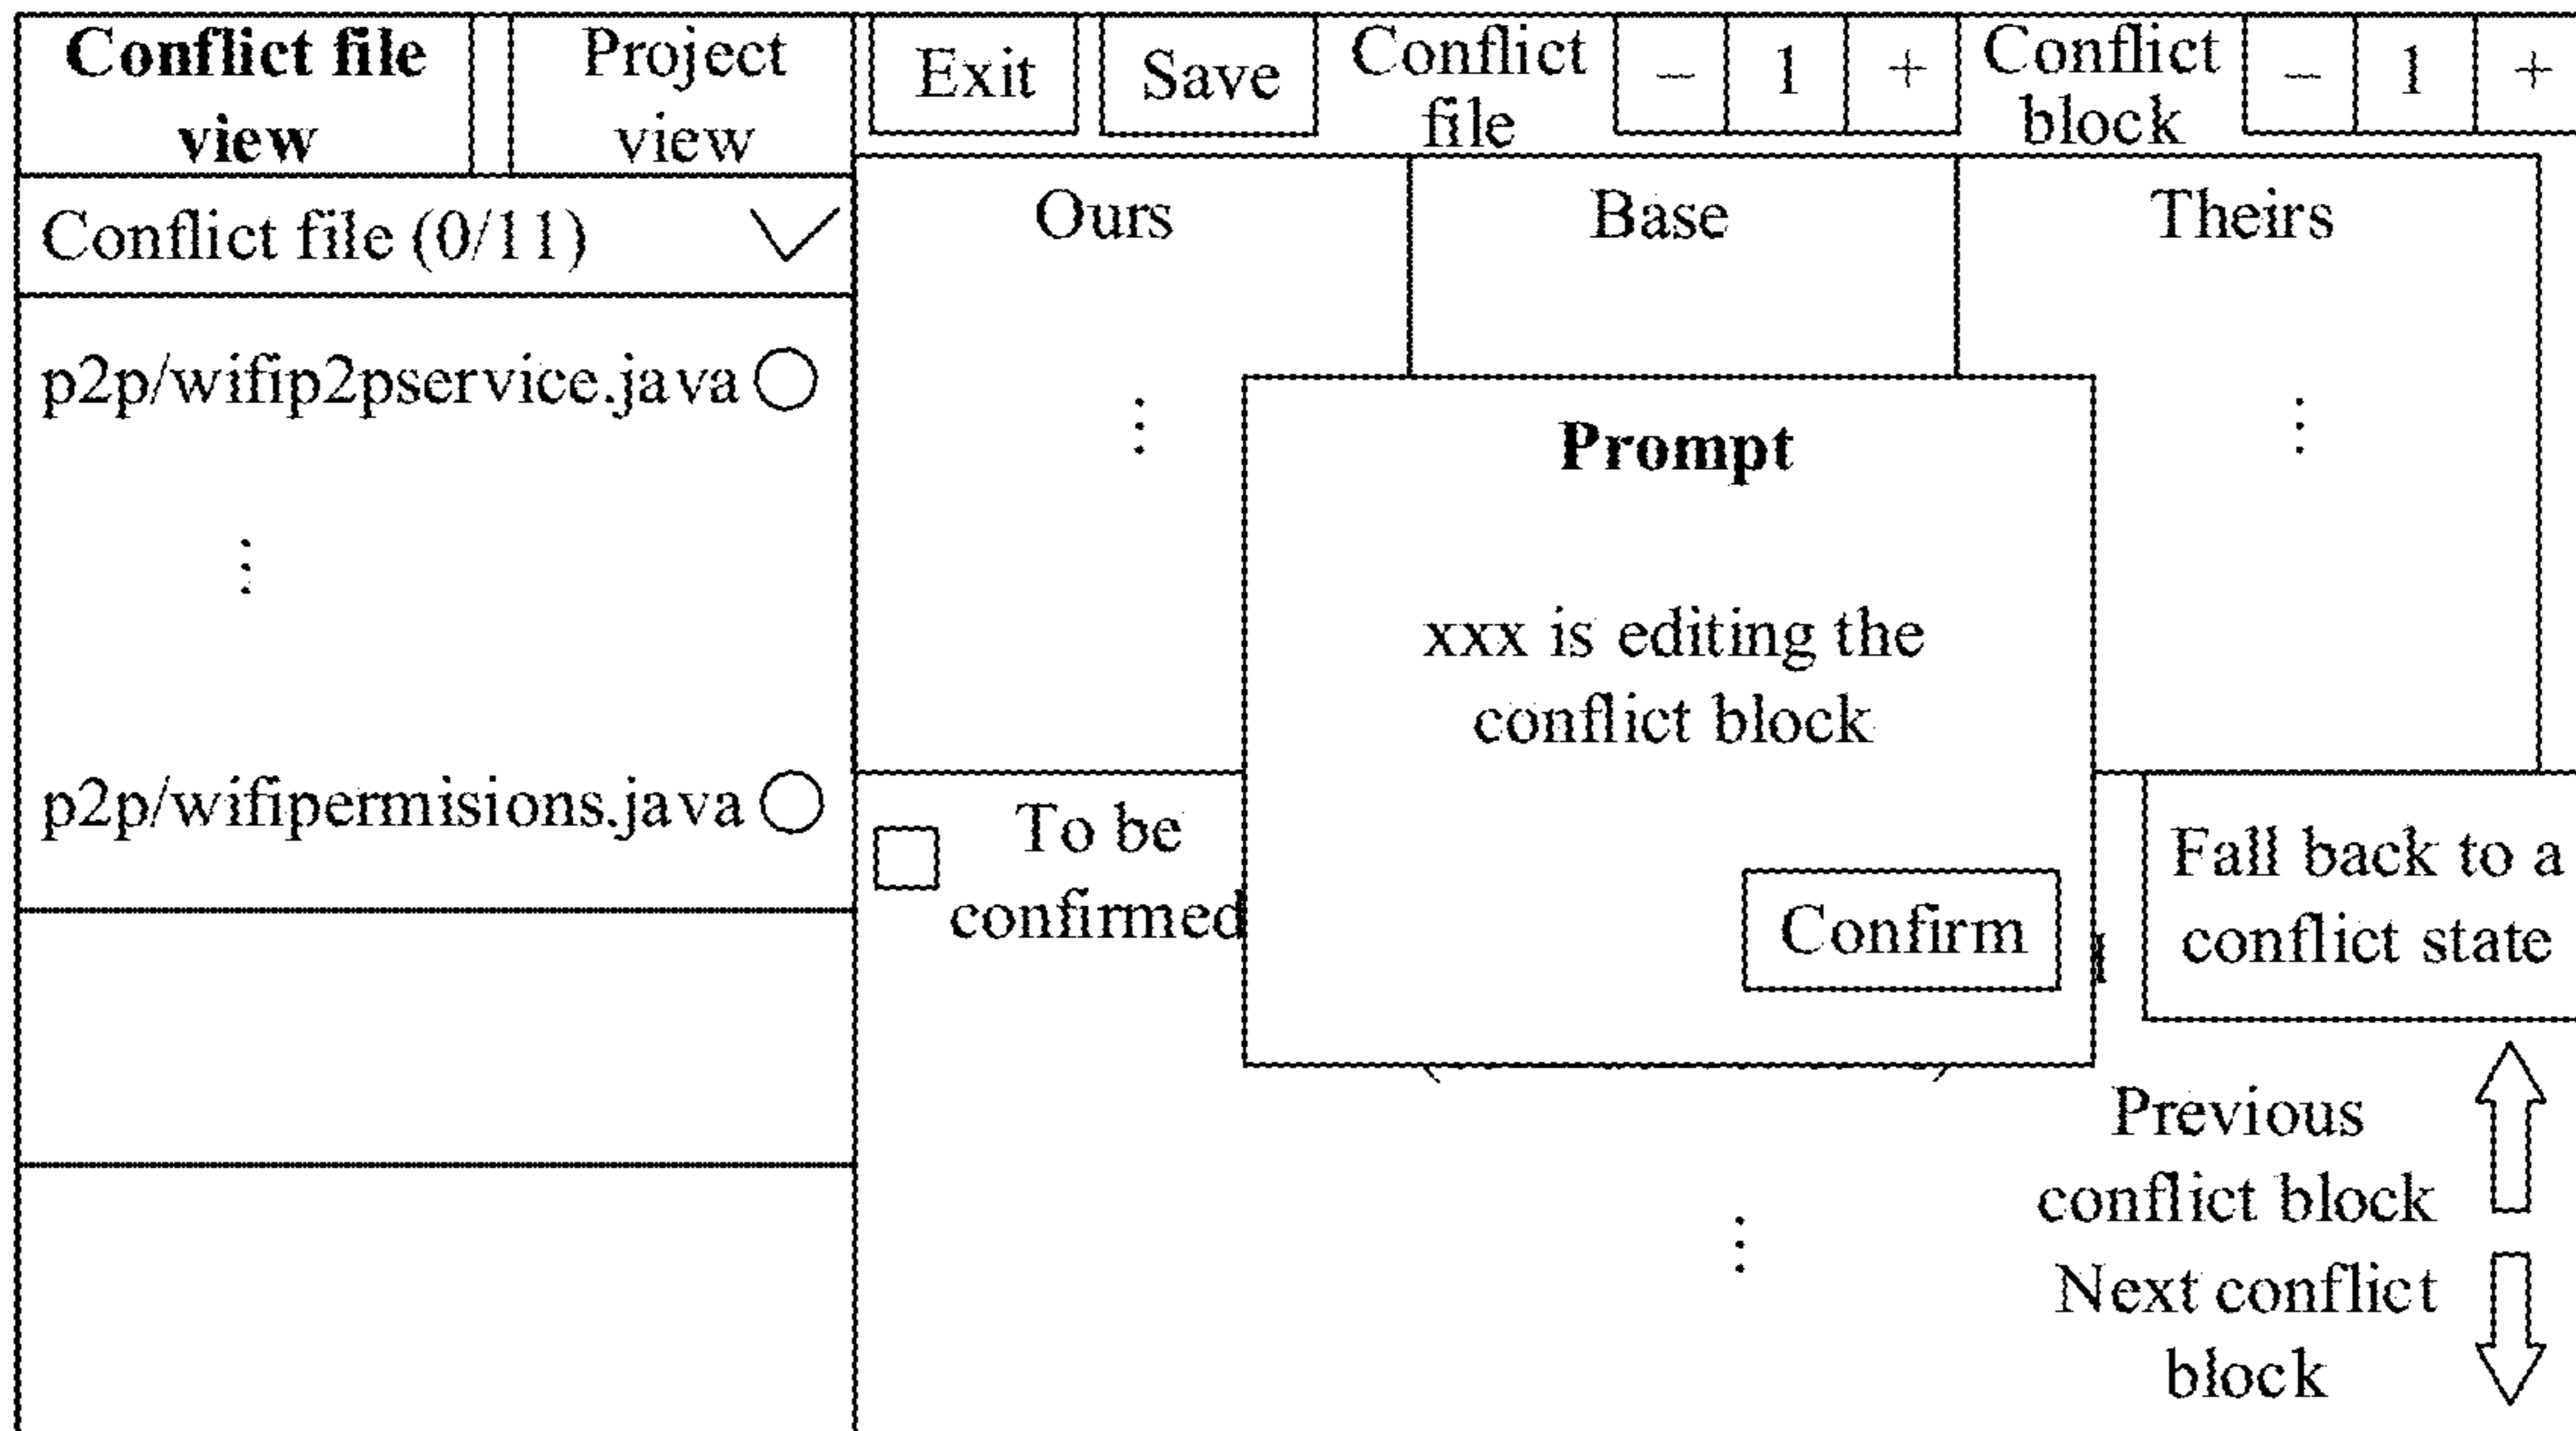 Conflict file
view
Project
view
Exit
Save
Conflict
file
– 1 +
Conflict
block
– 1 +
Conflict file (0/11)
p2p/wifip2pservice.java
p2p/wifipermisions.java
Ours
Base
Theirs
Prompt
xxx is editing the
conflict block
Confirm
To be
confirmed
Fall back to a
conflict state
Previous
conflict block
Next conflict
block